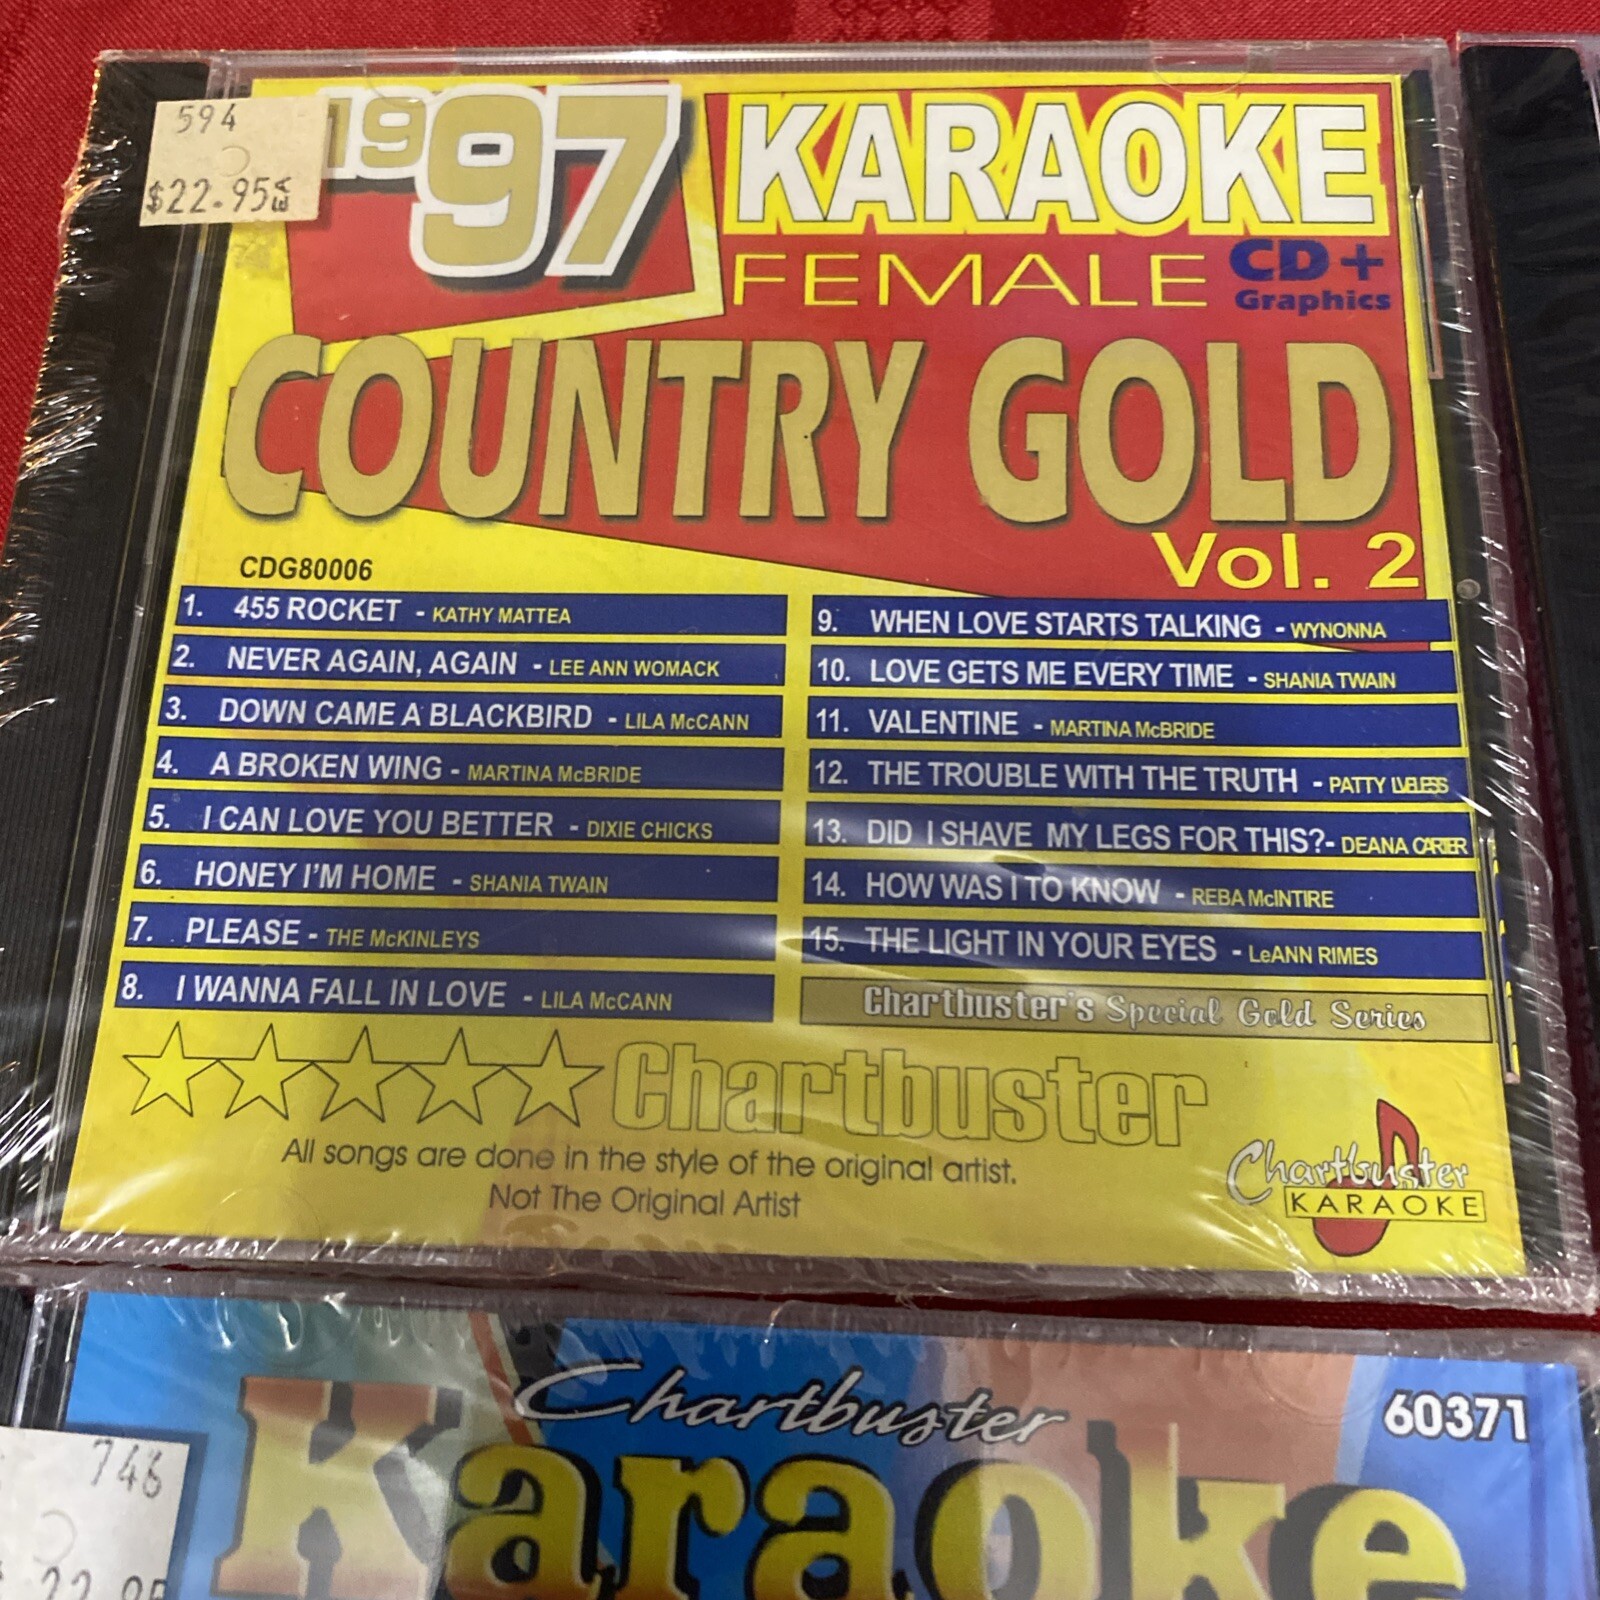 594
$22.95 EA
1997
KARAOKE
FEMALE
CD+
Graphics
COUNTRY GOLD
Vol. 2
CDG80006
1. 455 ROCKET - KATHY MATTEA
2. NEVER AGAIN, AGAIN - LEE ANN WOMACK
3. DOWN CAME A BLACKBIRD - LILA McCANN
4. A BROKEN WING - MARTINA McBRIDE
5. I CAN LOVE YOU BETTER - DIXIE CHICKS
6. HONEY I'M HOME - SHANIA TWAIN
7. PLEASE - THE McKINLEYS
8. I WANNA FALL IN LOVE - LILA McCANN
9. WHEN LOVE STARTS TALKING - WYNONNA
10. LOVE GETS ME EVERY TIME - SHANIA TWAIN
11. VALENTINE - MARTINA McBRIDE
12. THE TROUBLE WITH THE TRUTH - PATTY LVELESS
13. DID I SHAVE MY LEGS FOR THIS?- DEANA CARTER
14. HOW WAS I TO KNOW - REBA McINTIRE
15. THE LIGHT IN YOUR EYES - LeANN RIMES
Chartbuster's Special Gold Series
Chartbuster
All songs are done in the style of the original artist.
Not The Original Artist
Chartbuster
KARAOKE
Chartbuster
60371
Karaoke
746
22.95